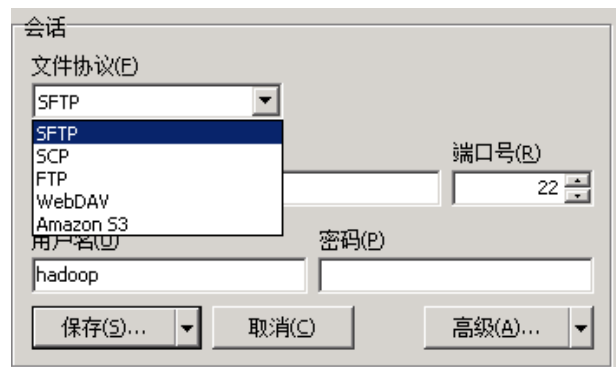 会话
文件协议(F)
SFTP
SFTP
SCP
FTP
WebDAV
Amazon S3
端口号(R)
22
用户名(U)
密码(P)
hadoop
保存(S)...
取消(C)
高级(A)...